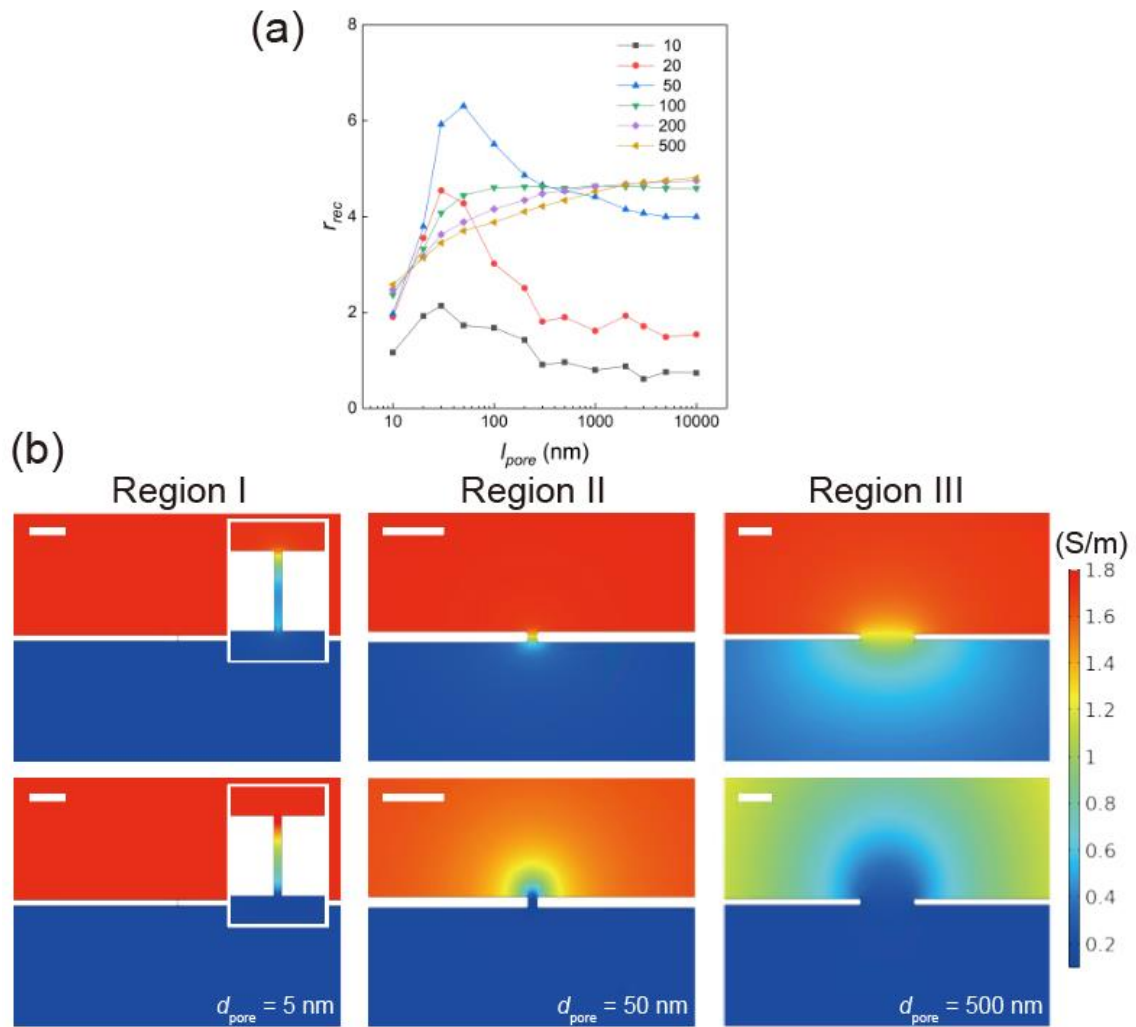 (a)
8
6
4
2
0
r_rec
10
20
50
100
200
500
10 100 1000 10000
l_pore (nm)
(b)
Region I Region II Region III
(S/m)
1.8
1.6
1.4
1.2
1
0.8
0.6
0.4
0.2
d_pore = 5 nm d_pore = 50 nm d_pore = 500 nm